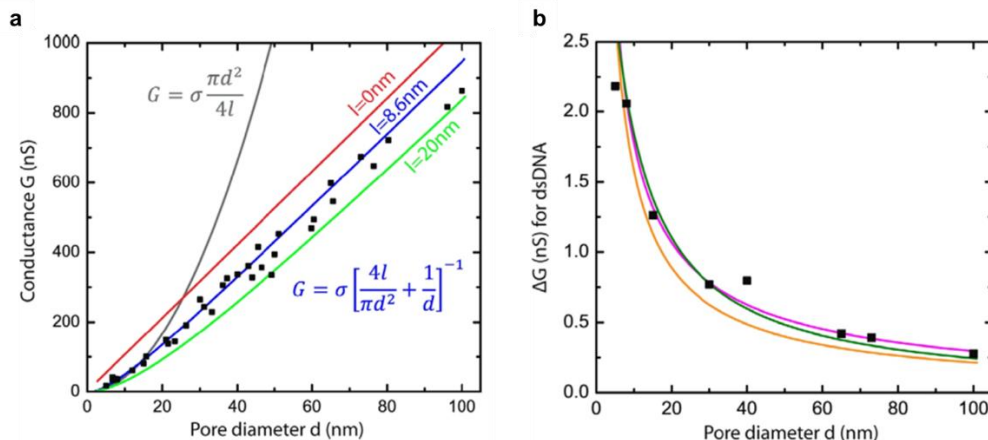 a
b
1000
800
600
400
200
0
Conductance G (nS)
0
20
40
60
80
100
Pore diameter d (nm)
G = σ πd²/4l
l=0nm
l=8.6nm
l=20nm
G = σ[4l/πd² + 1/d]⁻¹
2.5
2.0
1.5
1.0
0.5
0.0
ΔG (nS) for dsDNA
0
20
40
60
80
100
Pore diameter d (nm)